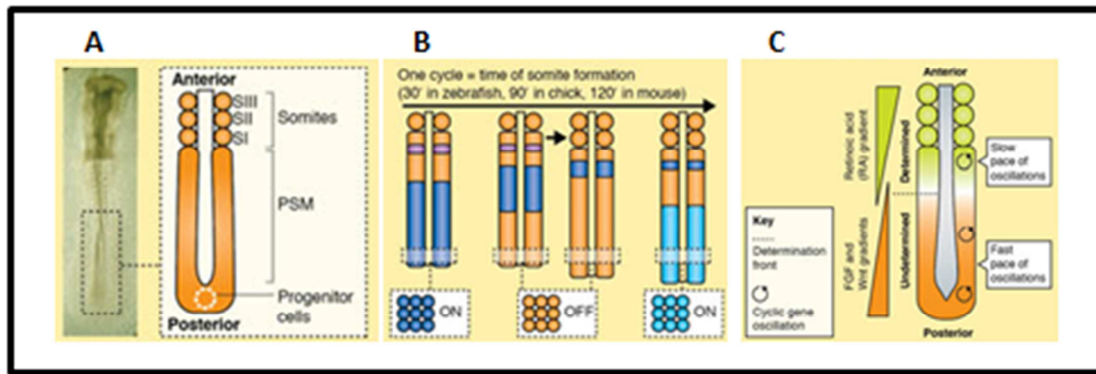 A
Anterior
SIII
SII
SI
Somites
PSM
Progenitor
cells
Posterior
B
One cycle = time of somite formation
(30' in zebrafish, 90' in chick, 120' in mouse)
ON
OFF
ON
C
Anterior
Retinoic acid
(RA) gradient
Determined
Slow
pace of
oscillations
FGF and
Wnt gradients
Undetermined
Fast
pace of
oscillations
Key
Determination
front
Cyclic gene
oscillation
Posterior